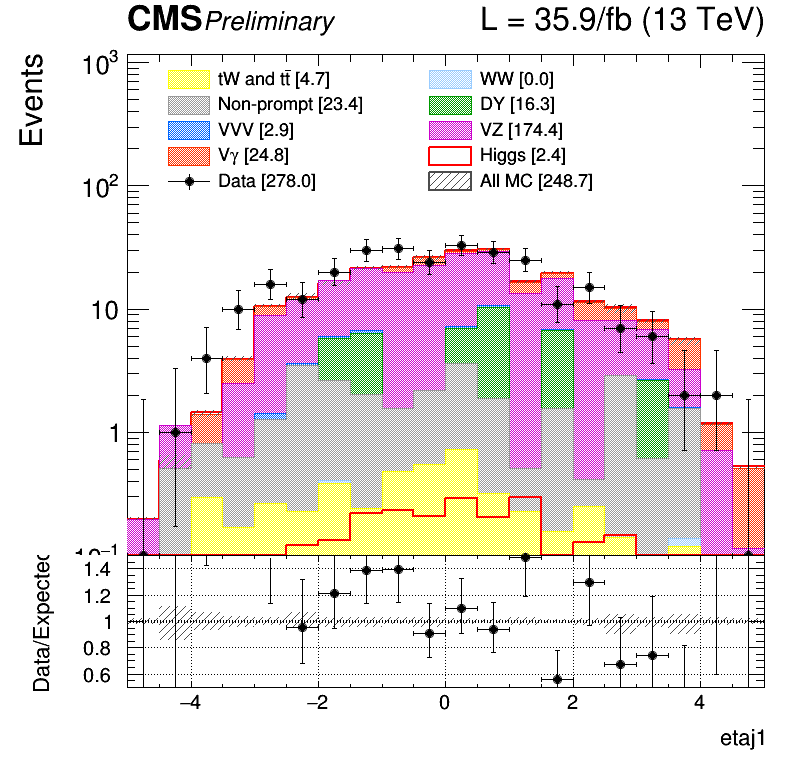 CMS Preliminary L = 35.9/fb (13 TeV)
Events
10³
10²
10
1
10⁻¹
tW and tt̄ [4.7] WW [0.0]
Non-prompt [23.4] DY [16.3]
VVV [2.9] VZ [174.4]
Vγ [24.8] Higgs [2.4]
Data [278.0] All MC [248.7]
Data/Expected
1.4
1.2
1
0.8
0.6
−4 −2 0 2 4
etaj1